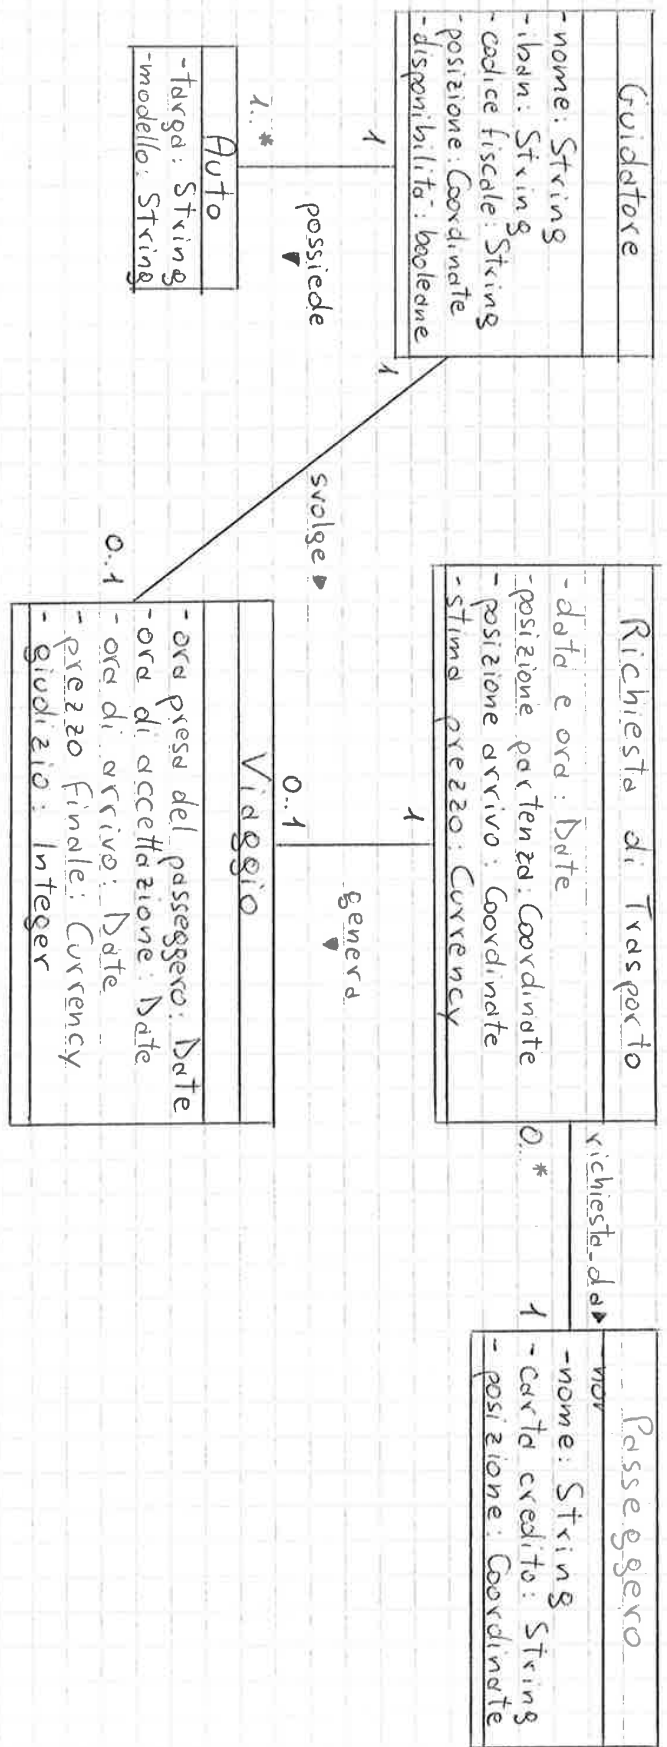 Guidatore
-nome: String
-iban: String
-codice fiscale: String
-posizione: Coordinate
-disponibilità: booleane
1
1
possiede
1..*
Auto
-targa: String
-modello: String
svolge
0..1
Richiesta di Trasporto
-data e ora: Date
-posizione partenza: Coordinate
-posizione arrivo: Coordinate
-stima prezzo: Currency
1
genera
0..1
Viaggio
-ora presa del passeggero: Date
-ora di accettazione: Date
-ora di arrivo: Date
-prezzo finale: Currency
-giudizio: Integer
richiesta_da
0..*
1
Passeggero
-nom
-nome: String
-carta credito: String
-posizione: Coordinate